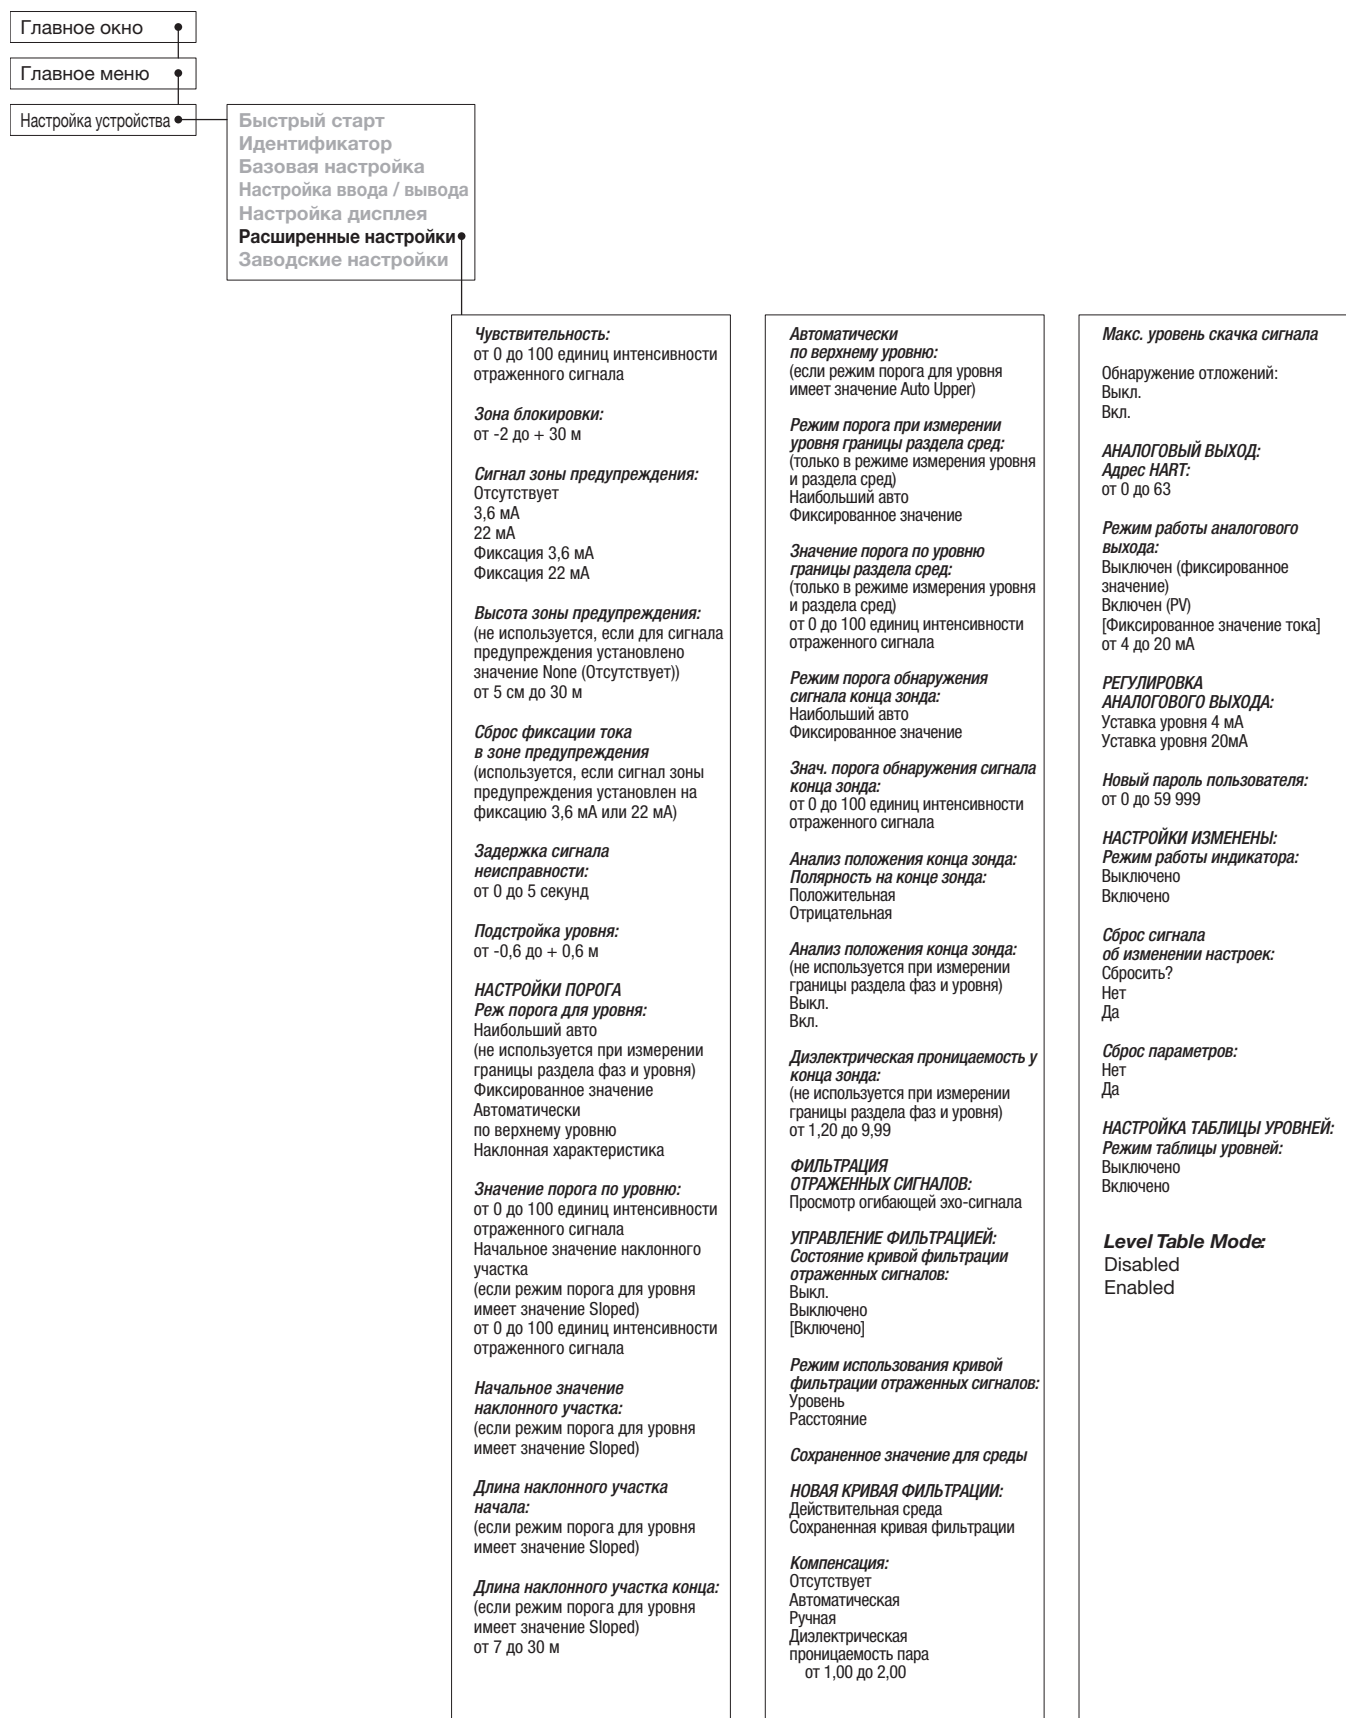 Главное окно
Главное меню
Настройка устройства
Быстрый старт
Идентификатор
Базовая настройка
Настройка ввода / вывода
Настройка дисплея
Расширенные настройки
Заводские настройки
Чувствительность:
от 0 до 100 единиц интенсивности
отраженного сигнала
Зона блокировки:
от -2 до + 30 м
Сигнал зоны предупреждения:
Отсутствует
3,6 мА
22 мА
Фиксация 3,6 мА
Фиксация 22 мА
Высота зоны предупреждения:
(не используется, если для сигнала
предупреждения установлено
значение None (Отсутствует))
от 5 см до 30 м
Сброс фиксации тока
в зоне предупреждения
(используется, если сигнал зоны
предупреждения установлен на
фиксацию 3,6 мА или 22 мА)
Задержка сигнала
неисправности:
от 0 до 5 секунд
Подстройка уровня:
от -0,6 до + 0,6 м
НАСТРОЙКИ ПОРОГА
Реж порога для уровня:
Наибольший авто
(не используется при измерении
границы раздела фаз и уровня)
Фиксированное значение
Автоматически
по верхнему уровню
Наклонная характеристика
Значение порога по уровню:
от 0 до 100 единиц интенсивности
отраженного сигнала
Начальное значение наклонного
участка
(если режим порога для уровня
имеет значение Sloped)
от 0 до 100 единиц интенсивности
отраженного сигнала
Начальное значение
наклонного участка:
(если режим порога для уровня
имеет значение Sloped)
Длина наклонного участка
начала:
(если режим порога для уровня
имеет значение Sloped)
Длина наклонного участка конца:
(если режим порога для уровня
имеет значение Sloped)
от 7 до 30 м
Автоматически
по верхнему уровню:
(если режим порога для уровня
имеет значение Auto Upper)
Режим порога при измерении
уровня границы раздела сред:
(только в режиме измерения уровня
и раздела сред)
Наибольший авто
Фиксированное значение
Значение порога по уровню
границы раздела сред:
(только в режиме измерения уровня
и раздела сред)
от 0 до 100 единиц интенсивности
отраженного сигнала
Режим порога обнаружения
сигнала конца зонда:
Наибольший авто
Фиксированное значение
Знач. порога обнаружения сигнала
конца зонда:
от 0 до 100 единиц интенсивности
отраженного сигнала
Анализ положения конца зонда:
Полярность на конце зонда:
Положительная
Отрицательная
Анализ положения конца зонда:
(не используется при измерении
границы раздела фаз и уровня)
Выкл.
Вкл.
Диэлектрическая проницаемость у
конца зонда:
(не используется при измерении
границы раздела фаз и уровня)
от 1,20 до 9,99
ФИЛЬТРАЦИЯ
ОТРАЖЕННЫХ СИГНАЛОВ:
Просмотр огибающей эхо-сигнала
УПРАВЛЕНИЕ ФИЛЬТРАЦИЕЙ:
Состояние кривой фильтрации
отраженных сигналов:
Выкл.
Выключено
[Включено]
Режим использования кривой
фильтрации отраженных сигналов:
Уровень
Расстояние
Сохраненное значение для среды
НОВАЯ КРИВАЯ ФИЛЬТРАЦИИ:
Действительная среда
Сохраненная кривая фильтрации
Компенсация:
Отсутствует
Автоматическая
Ручная
Диэлектрическая
проницаемость пара
от 1,00 до 2,00
Макс. уровень скачка сигнала
Обнаружение отложений:
Выкл.
Вкл.
АНАЛОГОВЫЙ ВЫХОД:
Адрес HART:
от 0 до 63
Режим работы аналогового
выхода:
Выключен (фиксированное
значение)
Включен (PV)
[Фиксированное значение тока]
от 4 до 20 мА
РЕГУЛИРОВКА
АНАЛОГОВОГО ВЫХОДА:
Уставка уровня 4 мА
Уставка уровня 20мА
Новый пароль пользователя:
от 0 до 59 999
НАСТРОЙКИ ИЗМЕНЕНЫ:
Режим работы индикатора:
Выключено
Включено
Сброс сигнала
об изменении настроек:
Сбросить?
Нет
Да
Сброс параметров:
Нет
Да
НАСТРОЙКА ТАБЛИЦЫ УРОВНЕЙ:
Режим таблицы уровней:
Выключено
Включено
Level Table Mode:
Disabled
Enabled